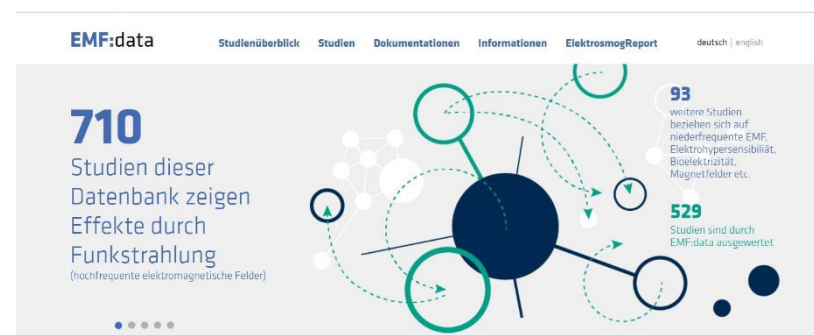 EMF:data
Studienüberblick Studien Dokumentationen Informationen ElektrosmogReport deutsch | english
710
Studien dieser
Datenbank zeigen
Effekte durch
Funkstrahlung
(hochfrequente elektromagnetische Felder)
93
weitere Studien
beziehen sich auf
niederfrequente EMF,
Elektrohypersensibiliät,
Bioelektrizität,
Magnetfelder etc.
529
Studien sind durch
EMF:data ausgewertet